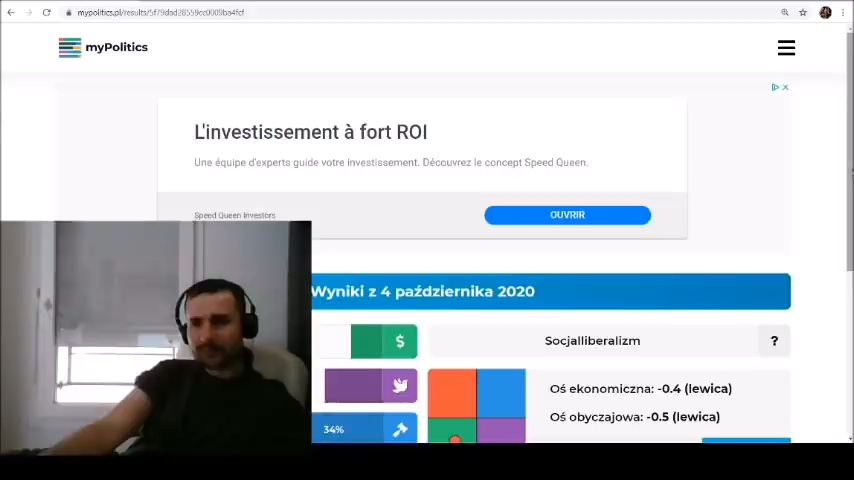 mypolitics.pl/results/5f79dad28559cc0009ba4fcf
myPolitics
L'investissement à fort ROI
Une équipe d'experts guide votre investissement. Découvrez le concept Speed Queen.
Speed Queen Investors
OUVRIR
Wyniki z 4 października 2020
$
Socjalliberalizm
?
Oś ekonomiczna: -0.4 (lewica)
Oś obyczajowa: -0.5 (lewica)
34%